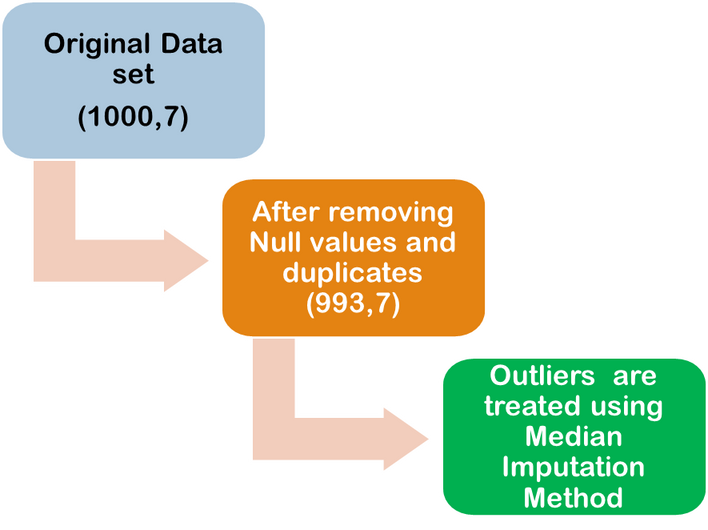 Original Data
set
(1000,7)
After removing
Null values and
duplicates
(993,7)
Outliers are
treated using
Median
Imputation
Method